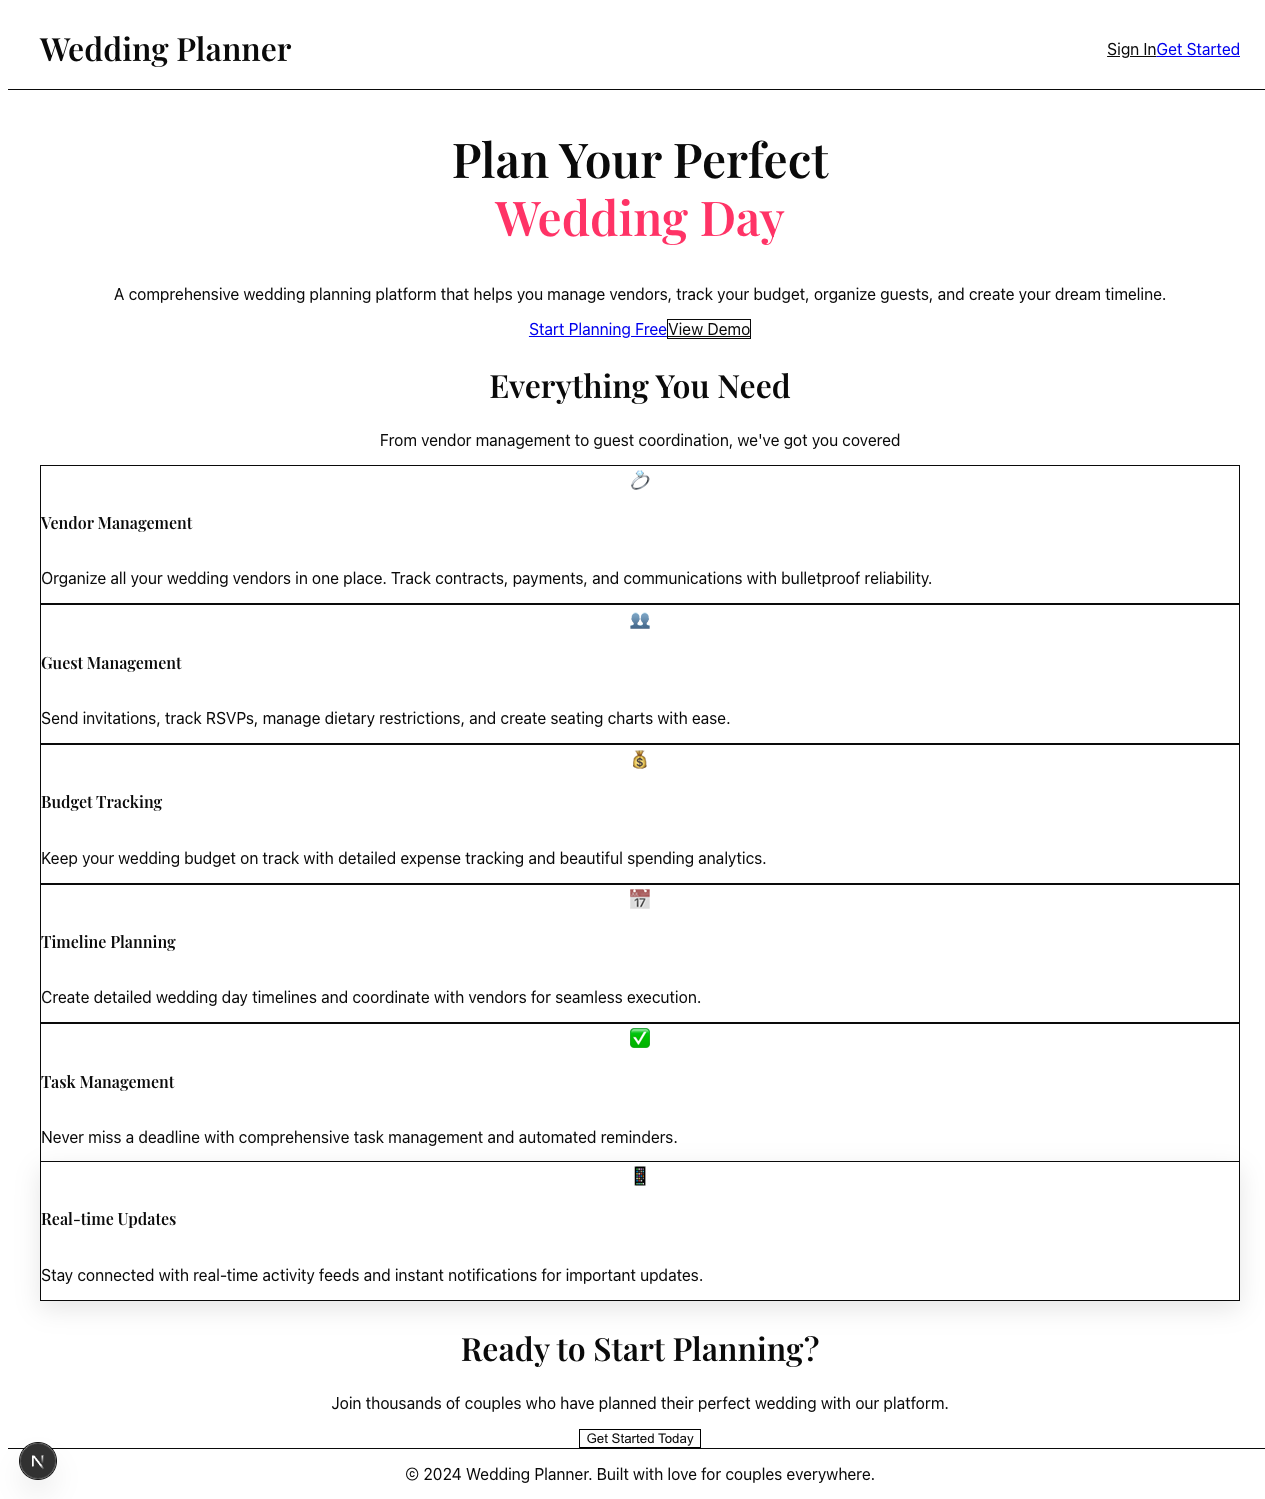 Wedding Planner
Sign In Get Started
Plan Your Perfect
Wedding Day
A comprehensive wedding planning platform that helps you manage vendors, track your budget, organize guests, and create your dream timeline.
Start Planning Free View Demo
Everything You Need
From vendor management to guest coordination, we've got you covered
Vendor Management
Organize all your wedding vendors in one place. Track contracts, payments, and communications with bulletproof reliability.
Guest Management
Send invitations, track RSVPs, manage dietary restrictions, and create seating charts with ease.
Budget Tracking
Keep your wedding budget on track with detailed expense tracking and beautiful spending analytics.
17
Timeline Planning
Create detailed wedding day timelines and coordinate with vendors for seamless execution.
Task Management
Never miss a deadline with comprehensive task management and automated reminders.
Real-time Updates
Stay connected with real-time activity feeds and instant notifications for important updates.
Ready to Start Planning?
Join thousands of couples who have planned their perfect wedding with our platform.
Get Started Today
N
© 2024 Wedding Planner. Built with love for couples everywhere.